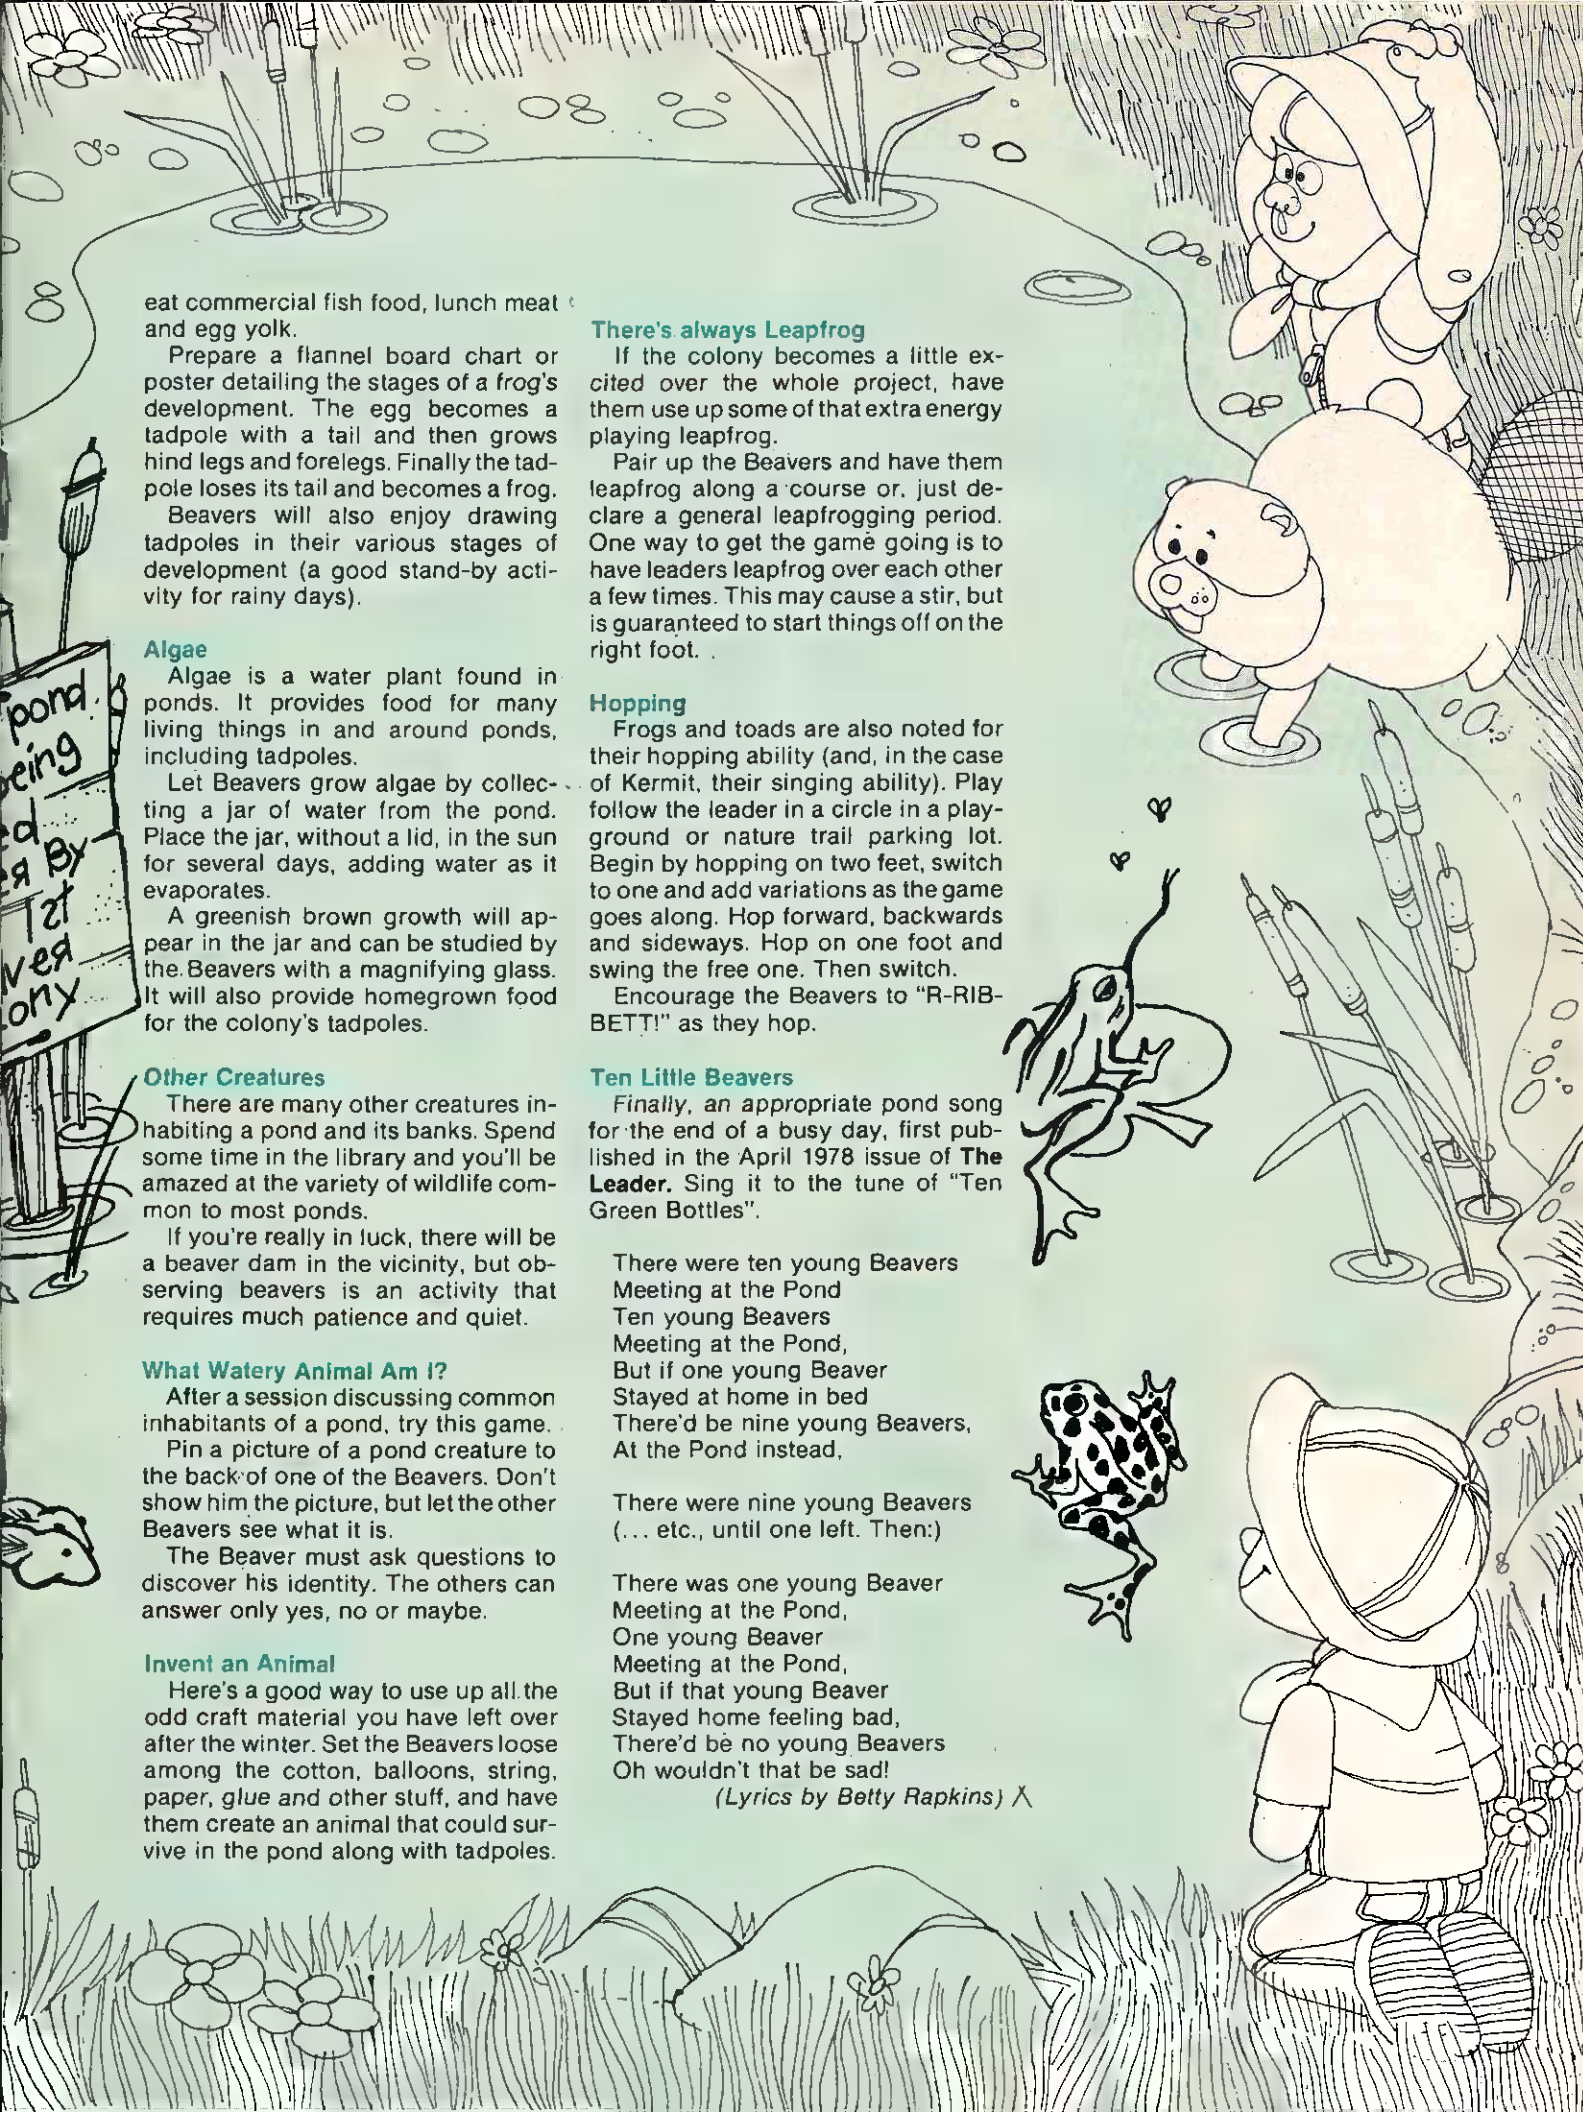 eat commercial fish food, lunch meat
and egg yolk.
Prepare a flannel board chart or
poster detailing the stages of a frog's
development. The egg becomes a
tadpole with a tail and then grows
hind legs and forelegs. Finally the tad-
pole loses its tail and becomes a frog.
Beavers will also enjoy drawing
tadpoles in their various stages of
development (a good stand-by acti-
vity for rainy days).
Algae
Algae is a water plant found in
ponds. It provides food for many
living things in and around ponds,
including tadpoles.
Let Beavers grow algae by collec-
ting a jar of water from the pond.
Place the jar, without a lid, in the sun
for several days, adding water as it
evaporates.
A greenish brown growth will ap-
pear in the jar and can be studied by
the Beavers with a magnifying glass.
It will also provide homegrown food
for the colony's tadpoles.
Other Creatures
There are many other creatures in-
habiting a pond and its banks. Spend
some time in the library and you'll be
amazed at the variety of wildlife com-
mon to most ponds.
If you're really in luck, there will be
a beaver dam in the vicinity, but ob-
serving beavers is an activity that
requires much patience and quiet.
What Watery Animal Am I?
After a session discussing common
inhabitants of a pond, try this game.
Pin a picture of a pond creature to
the back of one of the Beavers. Don't
show him the picture, but let the other
Beavers see what it is.
The Beaver must ask questions to
discover his identity. The others can
answer only yes, no or maybe.
Invent an Animal
Here's a good way to use up all the
odd craft material you have left over
after the winter. Set the Beavers loose
among the cotton, balloons, string,
paper, glue and other stuff, and have
them create an animal that could sur-
vive in the pond along with tadpoles.
There's always Leapfrog
If the colony becomes a little ex-
cited over the whole project, have
them use up some of that extra energy
playing leapfrog.
Pair up the Beavers and have them
leapfrog along a course or. just de-
clare a general leapfrogging period.
One way to get the game going is to
have leaders leapfrog over each other
a few times. This may cause a stir, but
is guaranteed to start things off on the
right foot.
Hopping
Frogs and toads are also noted for
their hopping ability (and, in the case
of Kermit, their singing ability). Play
follow the leader in a circle in a play-
ground or nature trail parking lot.
Begin by hopping on two feet, switch
to one and add variations as the game
goes along. Hop forward, backwards
and sideways. Hop on one foot and
swing the free one. Then switch.
Encourage the Beavers to "R-RIB-
BETT!" as they hop.
Ten Little Beavers
Finally, an appropriate pond song
for the end of a busy day, first pub-
lished in the April 1978 issue of The
Leader. Sing it to the tune of "Ten
Green Bottles".
There were ten young Beavers
Meeting at the Pond
Ten young Beavers
Meeting at the Pond,
But if one young Beaver
Stayed at home in bed
There'd be nine young Beavers,
At the Pond instead,
There were nine young Beavers
(... etc., until one left. Then:)
There was one young Beaver
Meeting at the Pond,
One young Beaver
Meeting at the Pond,
But if that young Beaver
Stayed home feeling bad,
There'd be no young Beavers
Oh wouldn't that be sad!
(Lyrics by Betty Rapkins)
pond
By
1st